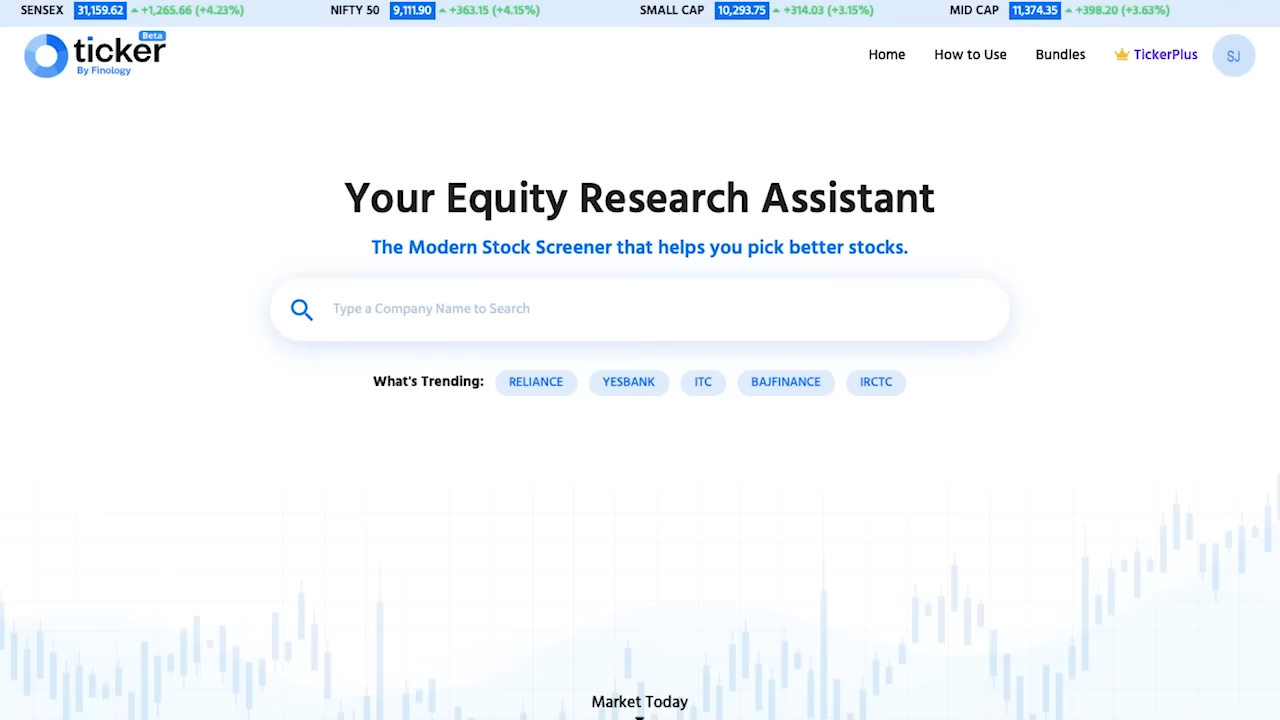 SENSEX 31,159.62 +1,265.66 (+4.23%) NIFTY 50 9,111.90 +363.15 (+4.15%) SMALL CAP 10,293.75 +314.03 (+3.15%) MID CAP 11,374.35 +398.20 (+3.63%)
Beta
ticker
By Finology
Home How to Use Bundles TickerPlus SJ
Your Equity Research Assistant
The Modern Stock Screener that helps you pick better stocks.
Type a Company Name to Search
What's Trending: RELIANCE YESBANK ITC BAJFINANCE IRCTC
Market Today